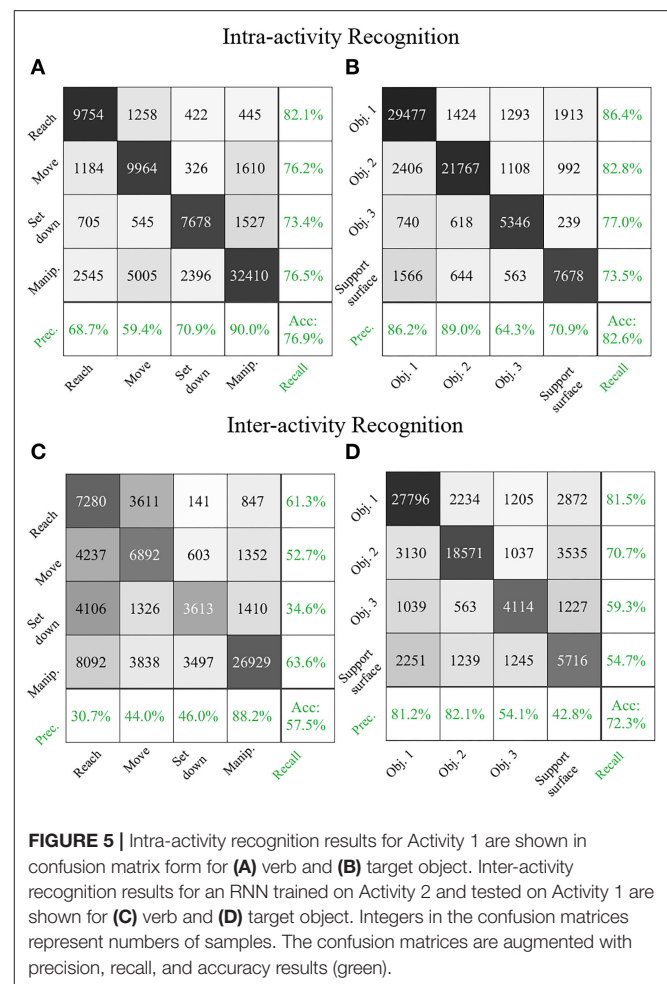 Intra-activity Recognition
A
B
Reach 9754 1258 422 445 82.1%
Move 1184 9964 326 1610 76.2%
Set down 705 545 7678 1527 73.4%
Manip. 2545 5005 2396 32410 76.5%
Prec. 68.7% 59.4% 70.9% 90.0% Acc: 76.9%
Reach Move Set down Manip. Recall
Obj. 1 29477 1424 1293 1913 86.4%
Obj. 2 2406 21767 1108 992 82.8%
Obj. 3 740 618 5346 239 77.0%
Support surface 1566 644 563 7678 73.5%
Prec. 86.2% 89.0% 64.3% 70.9% Acc: 82.6%
Obj. 1 Obj. 2 Obj. 3 Support surface Recall
Inter-activity Recognition
C
D
Reach 7280 3611 141 847 61.3%
Move 4237 6892 603 1352 52.7%
Set down 4106 1326 3613 1410 34.6%
Manip. 8092 3838 3497 26929 63.6%
Prec. 30.7% 44.0% 46.0% 88.2% Acc: 57.5%
Reach Move Set down Manip. Recall
Obj. 1 27796 2234 1205 2872 81.5%
Obj. 2 3130 18571 1037 3535 70.7%
Obj. 3 1039 563 4114 1227 59.3%
Support surface 2251 1239 1245 5716 54.7%
Prec. 81.2% 82.1% 54.1% 42.8% Acc: 72.3%
Obj. 1 Obj. 2 Obj. 3 Support surface Recall
FIGURE 5 | Intra-activity recognition results for Activity 1 are shown in
confusion matrix form for (A) verb and (B) target object. Inter-activity
recognition results for an RNN trained on Activity 2 and tested on Activity 1 are
shown for (C) verb and (D) target object. Integers in the confusion matrices
represent numbers of samples. The confusion matrices are augmented with
precision, recall, and accuracy results (green).